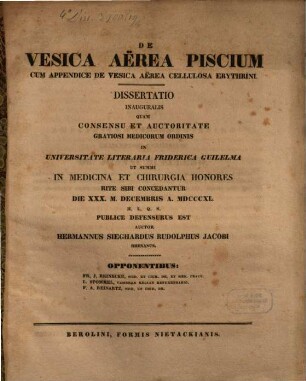 DE
VESICA AËREA PISCIUM
CUM APPENDICE DE VESICA AËREA CELLULOSA ERYTHRINI.
DISSERTATIO
INAUGURALIS
QUAM
CONSENSU ET AUCTORITATE
GRATIOSI MEDICORUM ORDINIS
IN
UNIVERSITATE LITERARIA FRIDERICA GUILELMA
UT SUMMI
IN MEDICINA ET CHIRURGIA HONORES
RITE SIBI CONCEDANTUR
DIE XXX. M. DECEMBRIS A. MDCCCXL
H. L. Q. S.
PUBLICE DEFENSURUS EST
AUCTOR
HERMANNUS SIEGHARDUS RUDOLPHUS JACOBI
OPPONENTIBUS:
BEROLINI, FORMIS NIETACKIANIS.